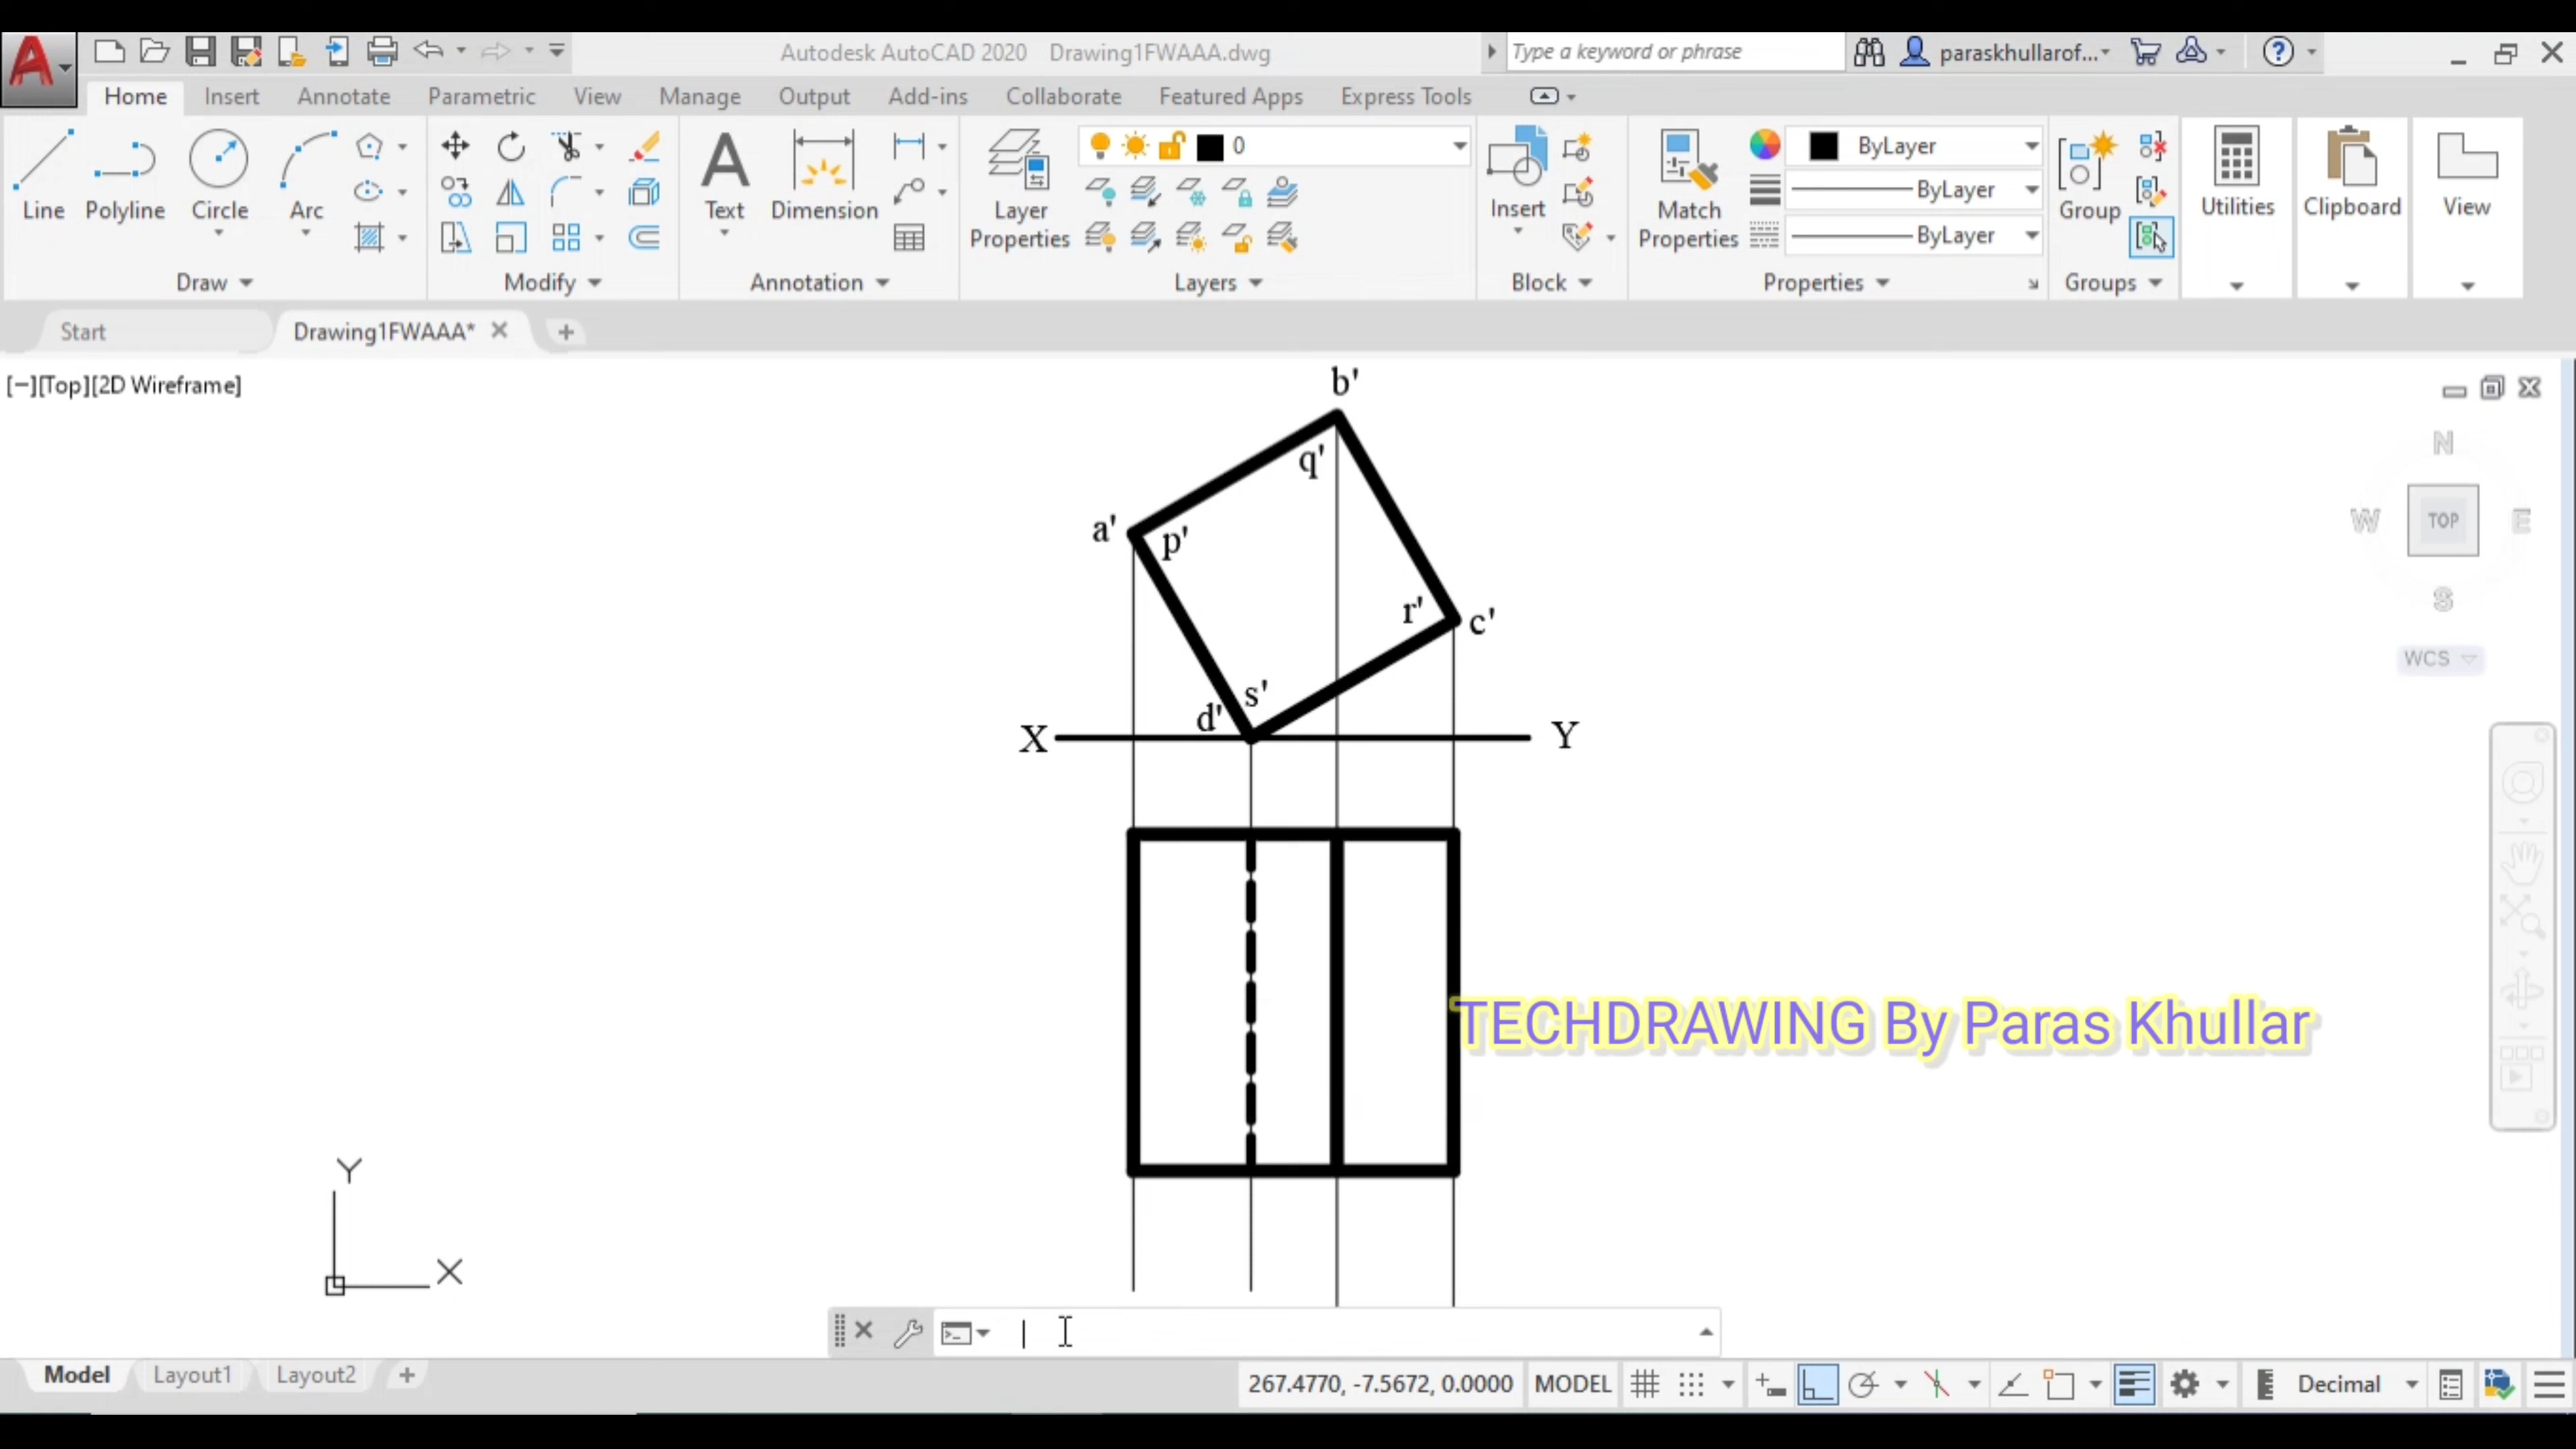 A Autodesk AutoCAD 2020 Drawing1FWAAA.dwg Type a keyword or phrase paraskhullarof... ?
Home Insert Annotate Parametric View Manage Output Add-ins Collaborate Featured Apps Express Tools
0 ByLayer
A ByLayer
Line Polyline Circle Arc Text Dimension Layer Properties Insert Match Properties ByLayer Group Utilities Clipboard View
Draw Modify Annotation Layers Block Properties Groups
Start Drawing1FWAAA*
[−][Top][2D Wireframe]
b'
N
q'
a' p'
W TOP E
S
r' c'
WCS
s'
d'
X Y
TECHDRAWING By Paras Khullar
Y
X
Model Layout1 Layout2 267.4770, -7.5672, 0.0000 MODEL Decimal